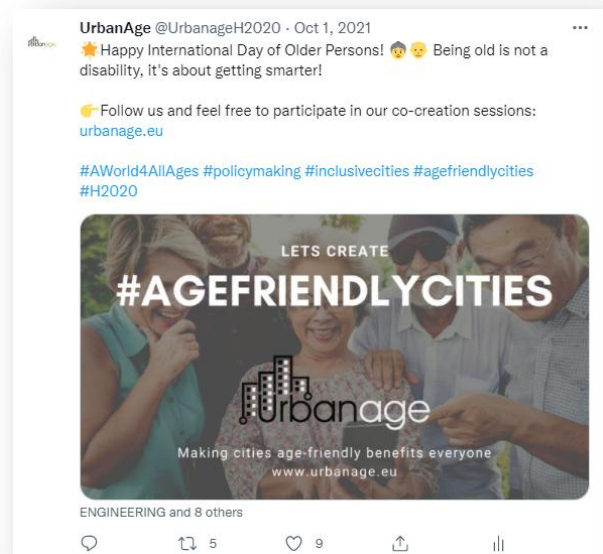 UrbanAge @UrbanageH2020 · Oct 1, 2021
🌟Happy International Day of Older Persons! 👵👴 Being old is not a
disability, it's about getting smarter!
👉Follow us and feel free to participate in our co-creation sessions:
urbanage.eu
#AWorld4AllAges #policymaking #inclusivecities #agefriendlycities
#H2020
LETS CREATE
#AGEFRIENDLYCITIES
Urbanage
Making cities age-friendly benefits everyone
www.urbanage.eu
ENGINEERING and 8 others
5 9